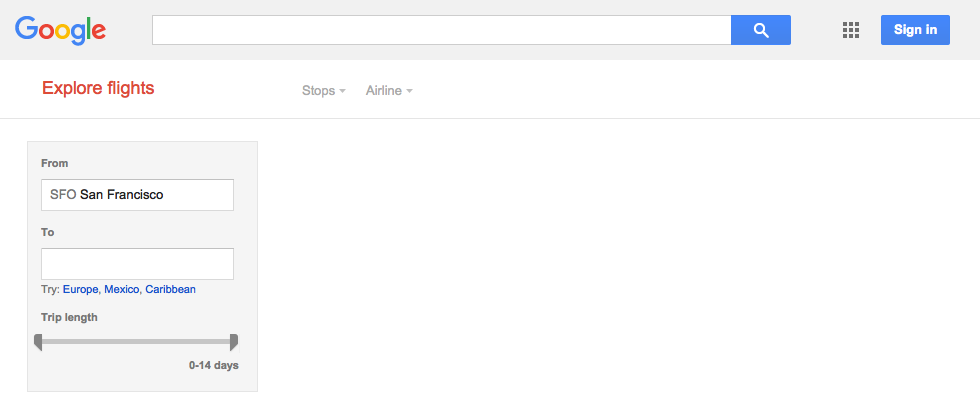 Google
Sign in
Explore flights
Stops
Airline
From
SFO San Francisco
To
Try: Europe, Mexico, Caribbean
Trip length
0-14 days